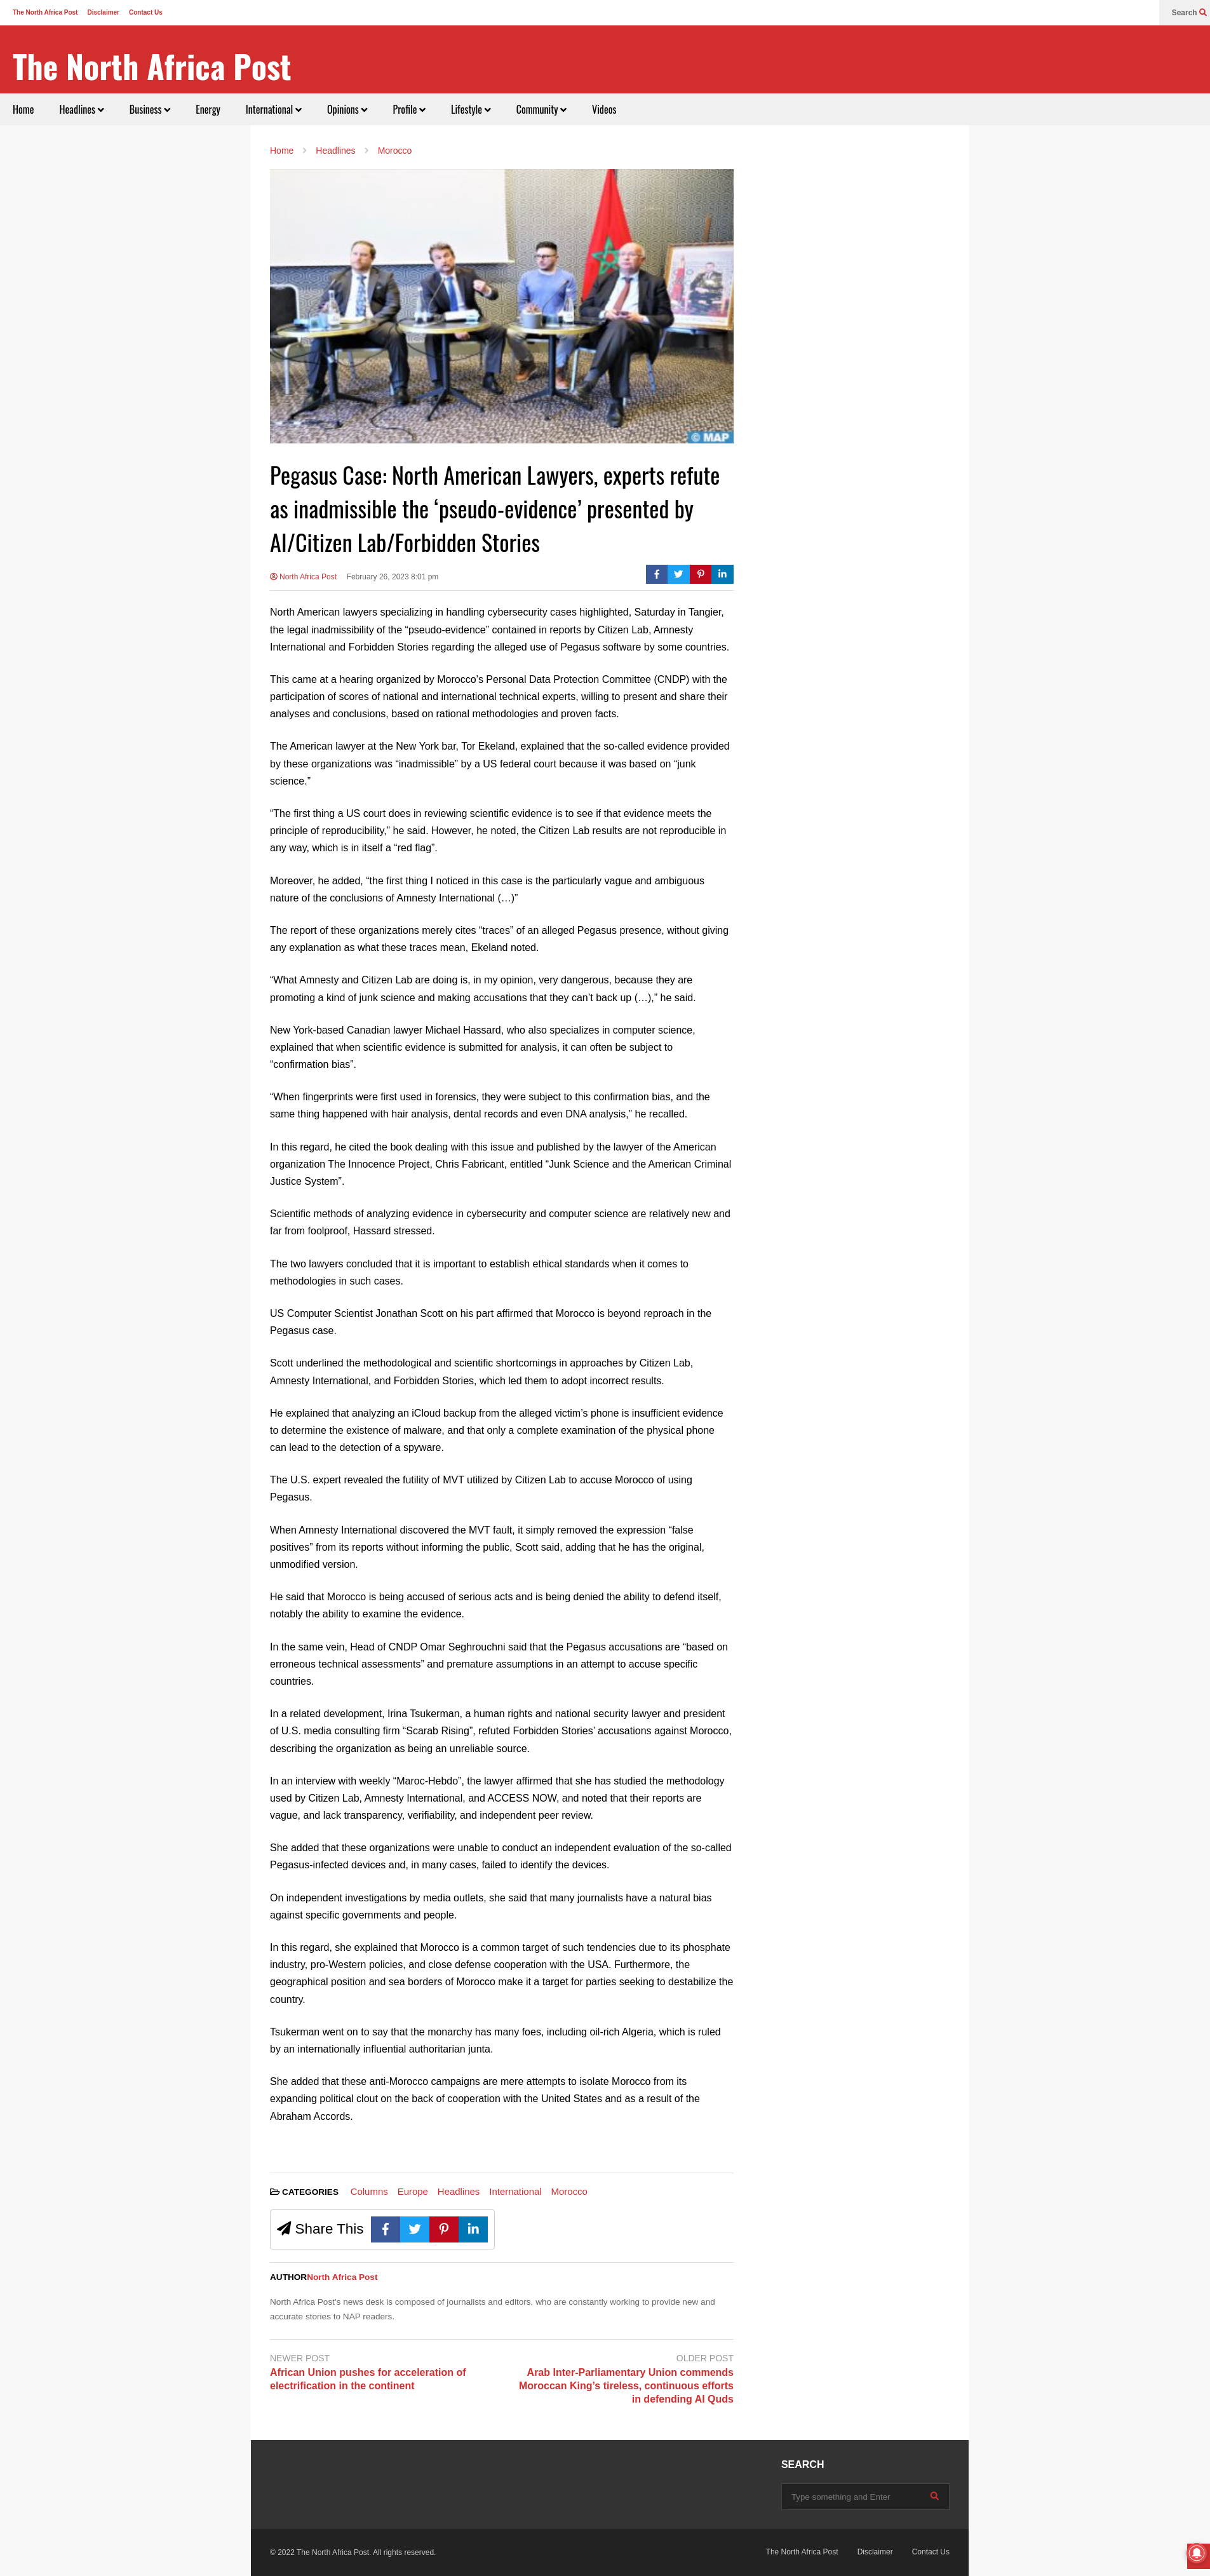 The North Africa Post Disclaimer Contact Us Search
The North Africa Post
Home Headlines Business Energy International Opinions Profile Lifestyle Community Videos
Home Headlines Morocco
© MAP
Pegasus Case: North American Lawyers, experts refute
as inadmissible the ‘pseudo-evidence’ presented by
AI/Citizen Lab/Forbidden Stories
North Africa Post February 26, 2023 8:01 pm
North American lawyers specializing in handling cybersecurity cases highlighted, Saturday in Tangier,
the legal inadmissibility of the “pseudo-evidence” contained in reports by Citizen Lab, Amnesty
International and Forbidden Stories regarding the alleged use of Pegasus software by some countries.
This came at a hearing organized by Morocco’s Personal Data Protection Committee (CNDP) with the
participation of scores of national and international technical experts, willing to present and share their
analyses and conclusions, based on rational methodologies and proven facts.
The American lawyer at the New York bar, Tor Ekeland, explained that the so-called evidence provided
by these organizations was “inadmissible” by a US federal court because it was based on “junk
science.”
“The first thing a US court does in reviewing scientific evidence is to see if that evidence meets the
principle of reproducibility,” he said. However, he noted, the Citizen Lab results are not reproducible in
any way, which is in itself a “red flag”.
Moreover, he added, “the first thing I noticed in this case is the particularly vague and ambiguous
nature of the conclusions of Amnesty International (…)”
The report of these organizations merely cites “traces” of an alleged Pegasus presence, without giving
any explanation as what these traces mean, Ekeland noted.
“What Amnesty and Citizen Lab are doing is, in my opinion, very dangerous, because they are
promoting a kind of junk science and making accusations that they can’t back up (…),” he said.
New York-based Canadian lawyer Michael Hassard, who also specializes in computer science,
explained that when scientific evidence is submitted for analysis, it can often be subject to
“confirmation bias”.
“When fingerprints were first used in forensics, they were subject to this confirmation bias, and the
same thing happened with hair analysis, dental records and even DNA analysis,” he recalled.
In this regard, he cited the book dealing with this issue and published by the lawyer of the American
organization The Innocence Project, Chris Fabricant, entitled “Junk Science and the American Criminal
Justice System”.
Scientific methods of analyzing evidence in cybersecurity and computer science are relatively new and
far from foolproof, Hassard stressed.
The two lawyers concluded that it is important to establish ethical standards when it comes to
methodologies in such cases.
US Computer Scientist Jonathan Scott on his part affirmed that Morocco is beyond reproach in the
Pegasus case.
Scott underlined the methodological and scientific shortcomings in approaches by Citizen Lab,
Amnesty International, and Forbidden Stories, which led them to adopt incorrect results.
He explained that analyzing an iCloud backup from the alleged victim’s phone is insufficient evidence
to determine the existence of malware, and that only a complete examination of the physical phone
can lead to the detection of a spyware.
The U.S. expert revealed the futility of MVT utilized by Citizen Lab to accuse Morocco of using
Pegasus.
When Amnesty International discovered the MVT fault, it simply removed the expression “false
positives” from its reports without informing the public, Scott said, adding that he has the original,
unmodified version.
He said that Morocco is being accused of serious acts and is being denied the ability to defend itself,
notably the ability to examine the evidence.
In the same vein, Head of CNDP Omar Seghrouchni said that the Pegasus accusations are “based on
erroneous technical assessments” and premature assumptions in an attempt to accuse specific
countries.
In a related development, Irina Tsukerman, a human rights and national security lawyer and president
of U.S. media consulting firm “Scarab Rising”, refuted Forbidden Stories’ accusations against Morocco,
describing the organization as being an unreliable source.
In an interview with weekly “Maroc-Hebdo”, the lawyer affirmed that she has studied the methodology
used by Citizen Lab, Amnesty International, and ACCESS NOW, and noted that their reports are
vague, and lack transparency, verifiability, and independent peer review.
She added that these organizations were unable to conduct an independent evaluation of the so-called
Pegasus-infected devices and, in many cases, failed to identify the devices.
On independent investigations by media outlets, she said that many journalists have a natural bias
against specific governments and people.
In this regard, she explained that Morocco is a common target of such tendencies due to its phosphate
industry, pro-Western policies, and close defense cooperation with the USA. Furthermore, the
geographical position and sea borders of Morocco make it a target for parties seeking to destabilize the
country.
Tsukerman went on to say that the monarchy has many foes, including oil-rich Algeria, which is ruled
by an internationally influential authoritarian junta.
She added that these anti-Morocco campaigns are mere attempts to isolate Morocco from its
expanding political clout on the back of cooperation with the United States and as a result of the
Abraham Accords.
CATEGORIES Columns Europe Headlines International Morocco
Share This
AUTHORNorth Africa Post
North Africa Post's news desk is composed of journalists and editors, who are constantly working to provide new and
accurate stories to NAP readers.
NEWER POST
African Union pushes for acceleration of
electrification in the continent
OLDER POST
Arab Inter-Parliamentary Union commends
Moroccan King’s tireless, continuous efforts
in defending Al Quds
SEARCH
Type something and Enter
© 2022 The North Africa Post. All rights reserved. The North Africa Post Disclaimer Contact Us